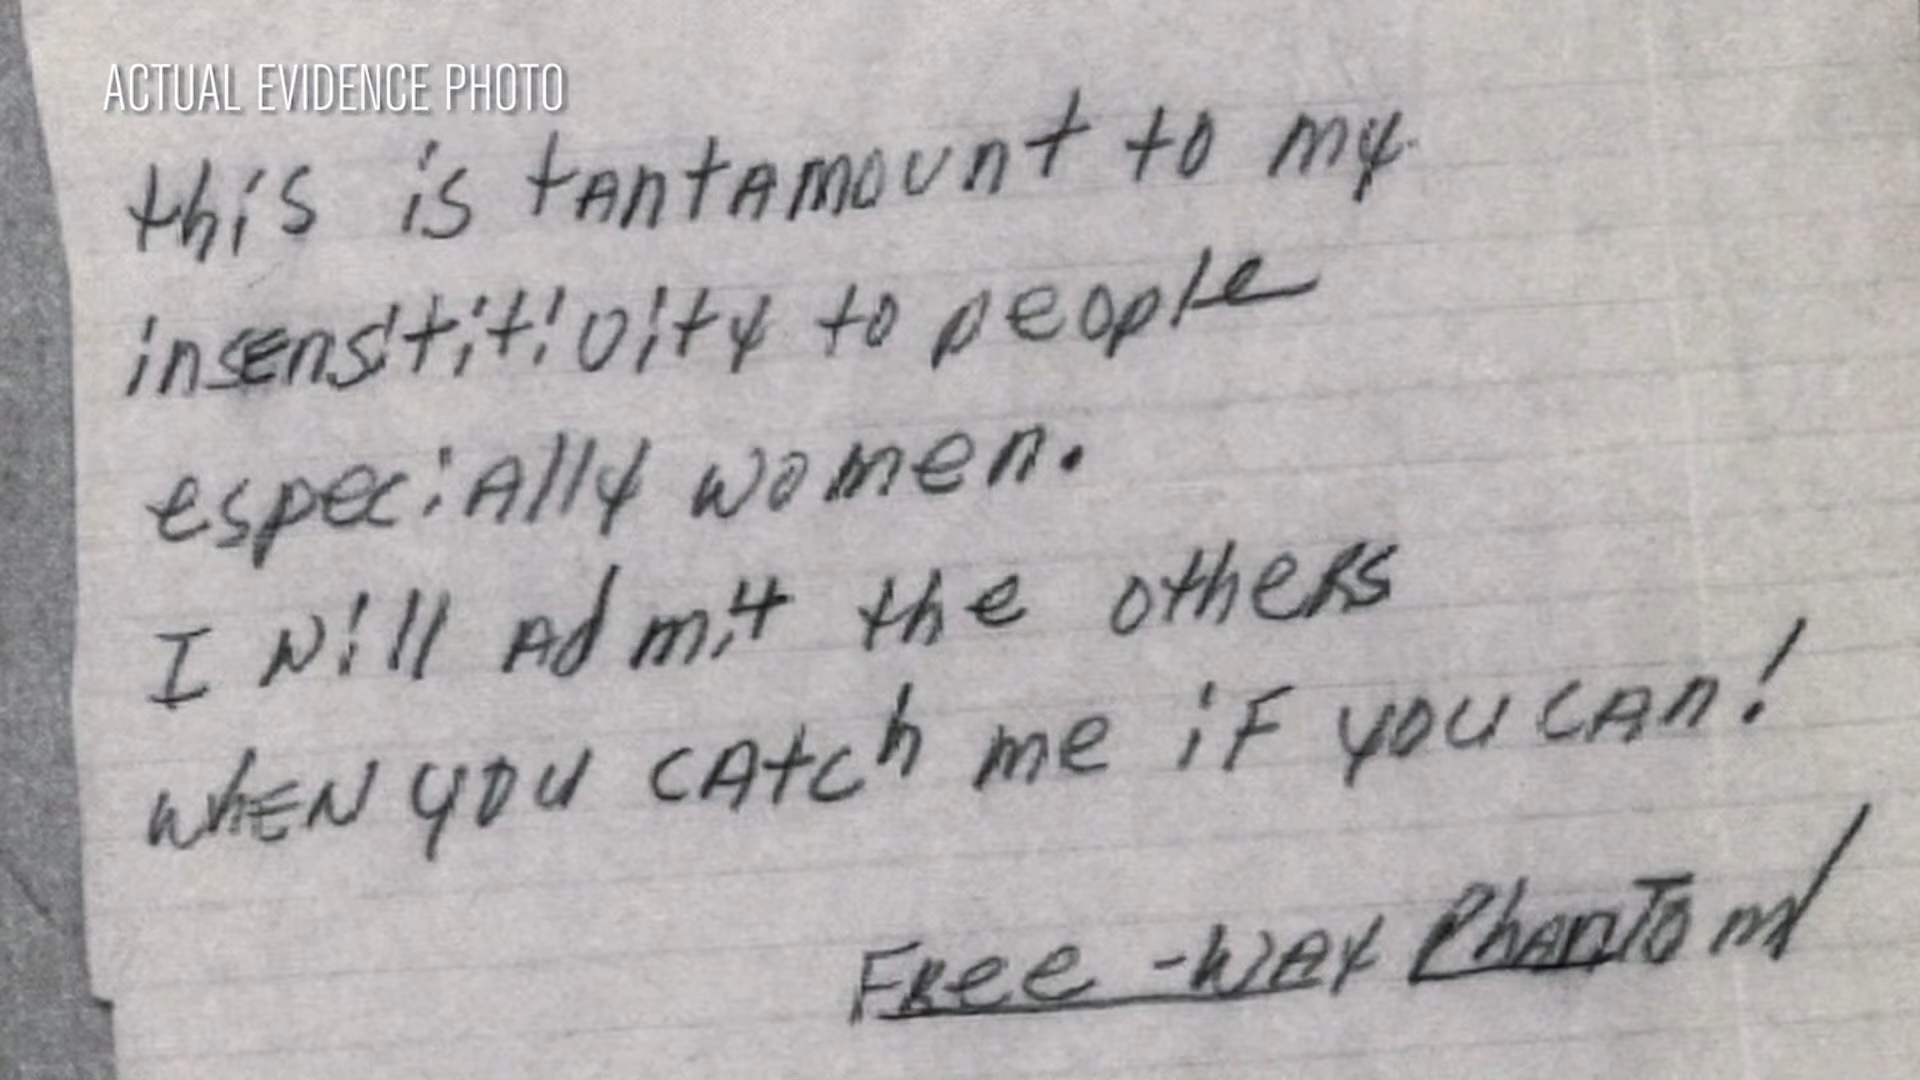 ACTUAL EVIDENCE PHOTO
this is tAntAmount to my
insensititivity to people
especiAlly women.
I will Admit the others
whEN you cAtch me iF you cAn!
FRee-wAy PhAnTom!